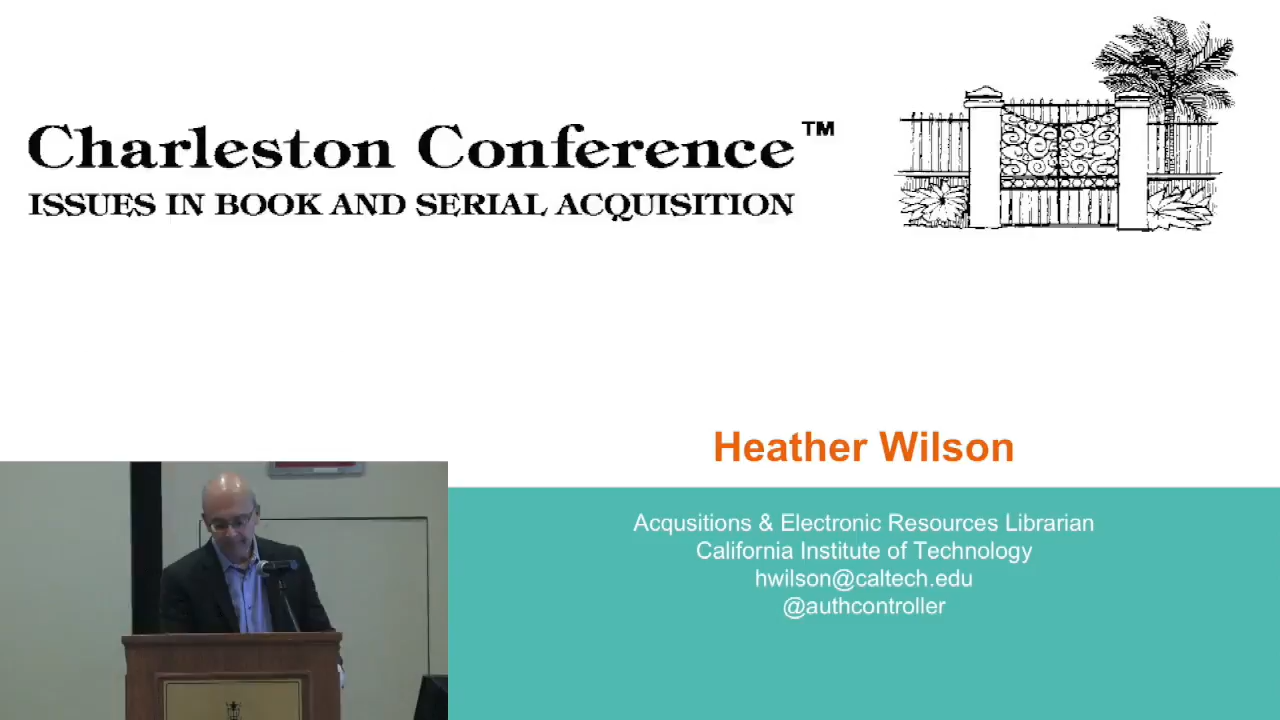 Charleston Conference™
ISSUES IN BOOK AND SERIAL ACQUISITION
Heather Wilson
Acqusitions & Electronic Resources Librarian
California Institute of Technology
hwilson@caltech.edu
@authcontroller